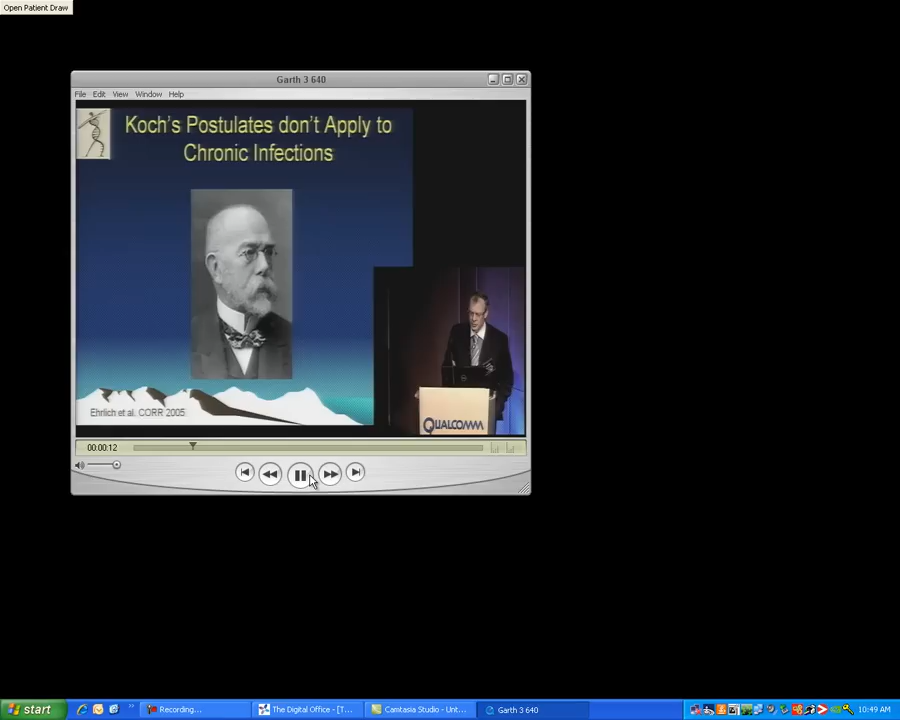 Open Patient Draw
Garth 3 640
File Edit View Window Help
Koch's Postulates don't Apply to
Chronic Infections
Ehrlich et al. CORR 2005
QUALCOMM
00:00:12
start
Recording...
The Digital Office - [T...
Camtasia Studio - Unt...
Garth 3 640
10:49 AM